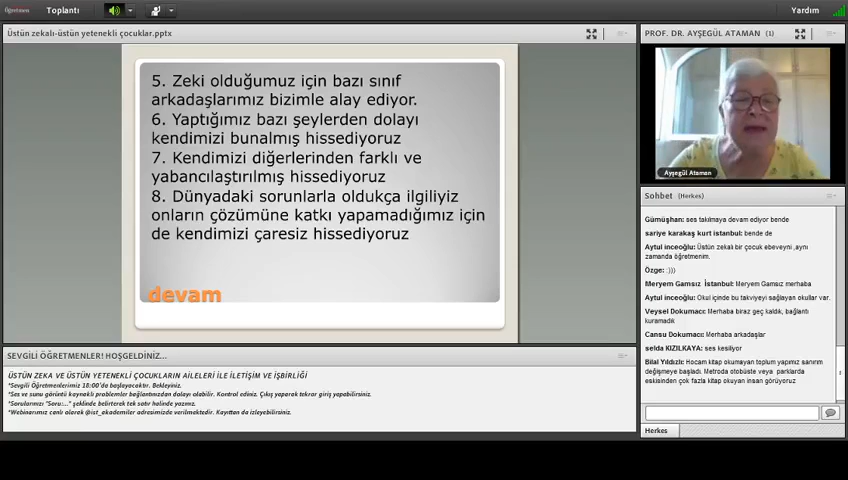 Öğretmen Toplantı Yardım
Üstün zekalı-üstün yetenekli çocuklar.pptx
5. Zeki olduğumuz için bazı sınıf
arkadaşlarımız bizimle alay ediyor.
6. Yaptığımız bazı şeylerden dolayı
kendimizi bunalmış hissediyoruz
7. Kendimizi diğerlerinden farklı ve
yabancılaştırılmış hissediyoruz
8. Dünyadaki sorunlarla oldukça ilgiliyiz
onların çözümüne katkı yapamadığımız için
de kendimizi çaresiz hissediyoruz
devam
SEVGİLİ ÖĞRETMENLER! HOŞGELDİNİZ...
ÜSTÜN ZEKA VE ÜSTÜN YETENEKLİ ÇOCUKLARIN AİLELERİ İLE İLETİŞİM VE İŞBİRLİĞİ
*Sevgili Öğretmenlerimiz 18:00'da başlayacaktır. Bekleyiniz.
*Ses ve sunu görüntü kaynaklı problemler bağlantınızdan dolayı olabilir. Kontrol ediniz. Çıkış yaparak tekrar giriş yapabilirsiniz.
*Sorularınızı "Soru:..." şeklinde belirterek tek satır halinde yazınız.
*Webinarımız canlı olarak @ist_akademiler adresimizde verilmektedir. Kayıttan da izleyebilirsiniz.
PROF. DR. AYŞEGÜL ATAMAN (1)
Ayşegül Ataman
Sohbet (Herkes)
Gümüşhan: ses takılmaya devam ediyor bende
sariye karakaş kurt istanbul: bende de
Aytul inceoğlu: Üstün zekalı bir çocuk ebeveyni ,aynı
zamanda öğretmenim.
Özge: :)))
Meryem Gamsız İstanbul: Meryem Gamsız merhaba
Aytul inceoğlu: Okul içinde bu takviyeyi sağlayan okullar var.
Veysel Dokumacı: Merhaba biraz geç kaldık, bağlantı
kuramadık
Cansu Dokumacı: Merhaba arkadaşlar
selda KIZILKAYA: ses kesiliyor
Bilal Yıldızlı: Hocam kitap okumayan toplum yapımız sanırım
değişmeye başladı. Metroda otobüste veya parklarda
eskisinden çok fazla kitap okuyan insan görüyoruz
Herkes